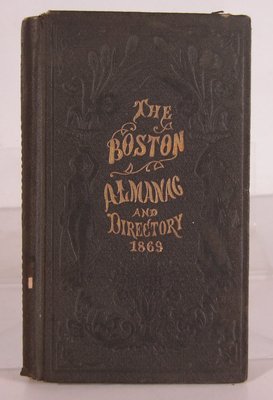 THE
BOSTON
ALMANAC
AND
DIRECTORY
1869